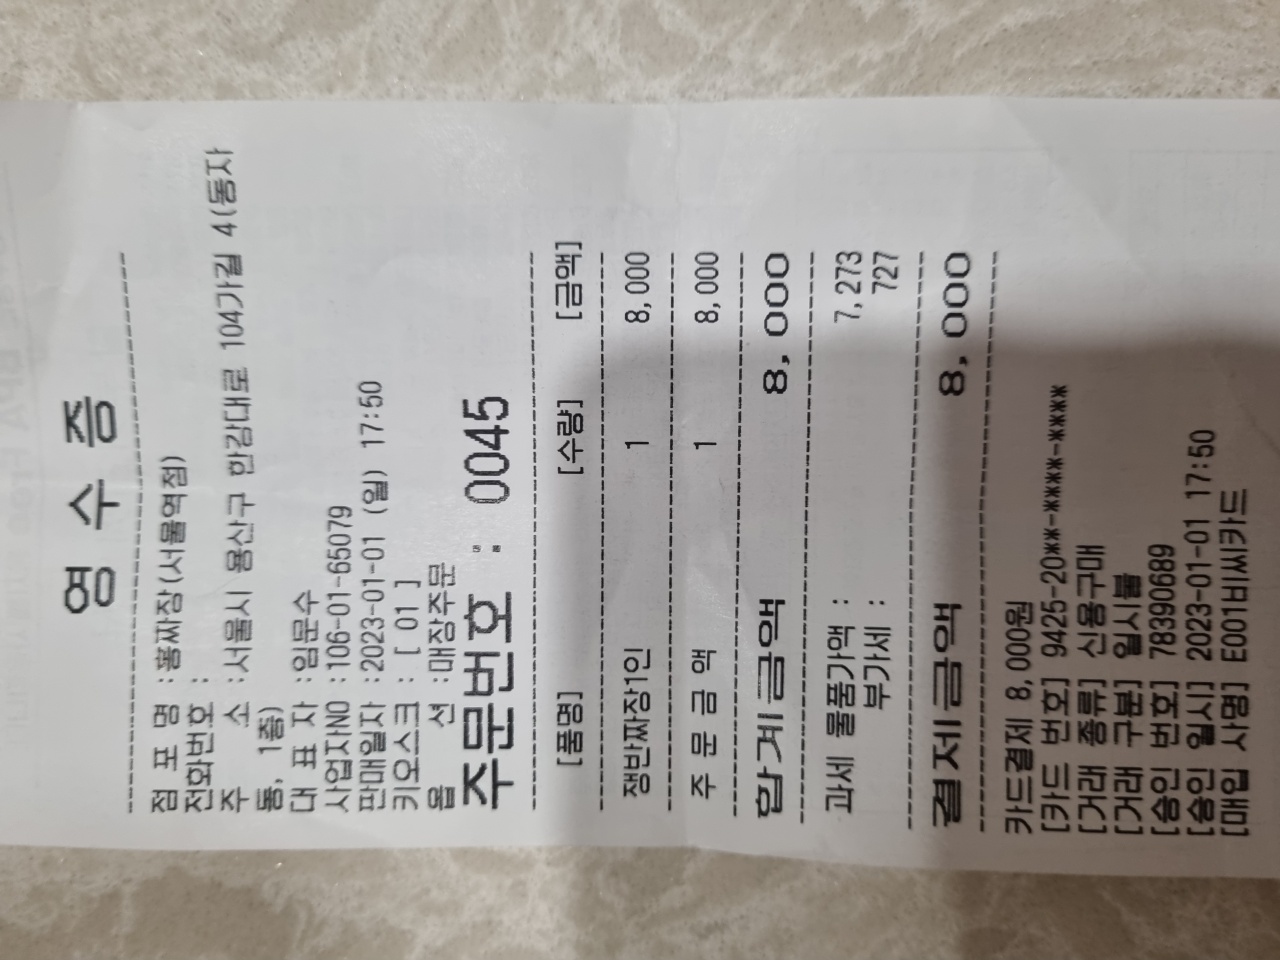 영 수 증
점 포 명 :홍짜장(서울역점)
전화번호 :
주 소 :서울시 용산구 한강대로 104가길 4(동자
동, 1층)
대 표 자 :임문수
사업자NO :106-01-65079
판매일자 :2023-01-01 (일) 17:50
키오스크 : [ 01 ]
옵 션 :매장주문
주문번호 : 0045
[품명] [수량] [금액]
쟁반짜장1인 1 8,000
주 문 금 액 1 8,000
합계금액 8,000
과세 물품가액 : 7,273
부가세 : 727
결제금액 8,000
카드결제 8,000원
[카드 번호] 9425-20**-****-****
[거래 종류] 신용구매
[거래 구분] 일시불
[승인 번호] 78390689
[승인 일시] 2023-01-01 17:50
[매입 사명] E001비씨카드